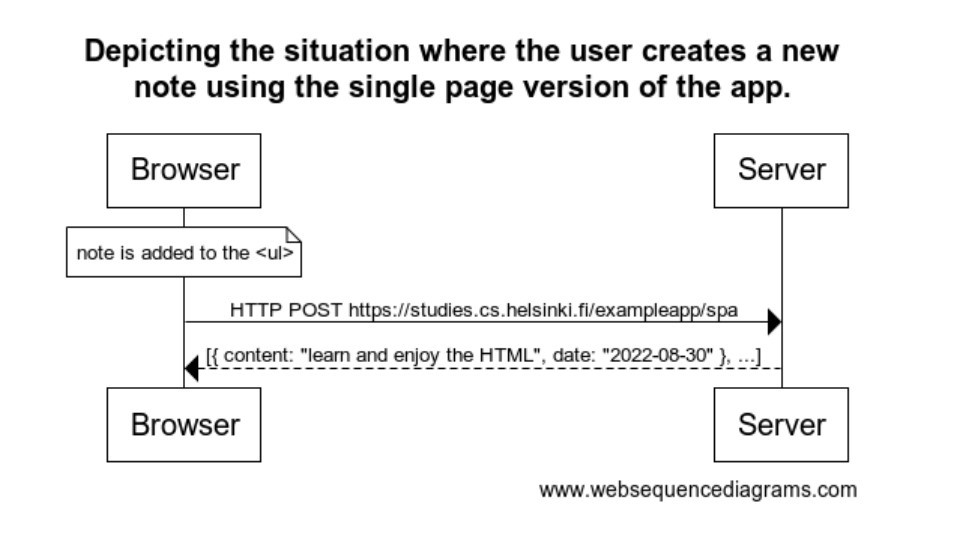 Depicting the situation where the user creates a new
note using the single page version of the app.
Browser
Server
note is added to the <ul>
HTTP POST https://studies.cs.helsinki.fi/exampleapp/spa
[{ content: "learn and enjoy the HTML", date: "2022-08-30" }, ...]
Browser
Server
www.websequencediagrams.com